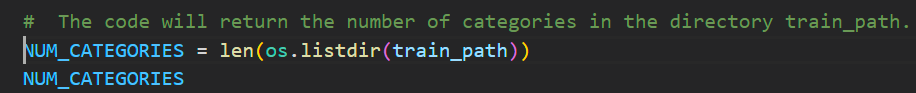 #  The code will return the number of categories in the directory train_path.
NUM_CATEGORIES = len(os.listdir(train_path))
NUM_CATEGORIES